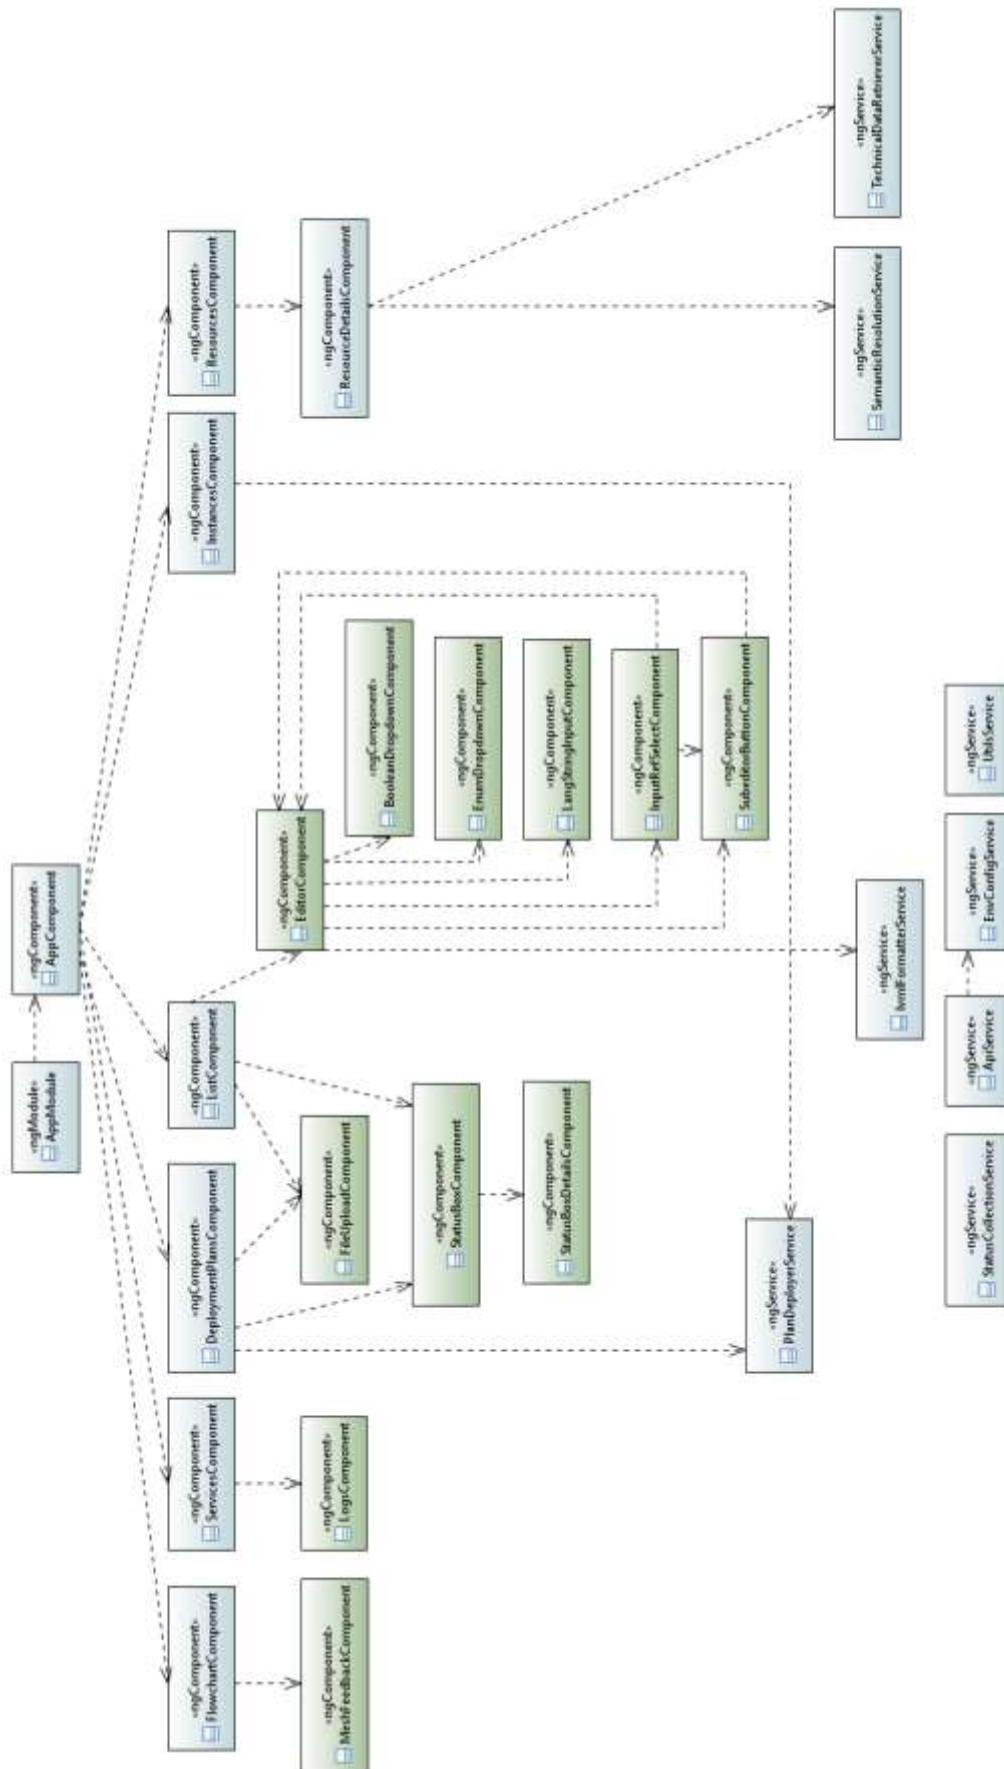 «ngModule»
AppModule
«ngComponent»
AppComponent
«ngComponent»
FlowchartComponent
«ngComponent»
ServicesComponent
«ngComponent»
DeploymentPlansComponent
«ngComponent»
ListComponent
«ngComponent»
InstancesComponent
«ngComponent»
ResourcesComponent
«ngComponent»
EditorComponent
«ngComponent»
MeshFeedbackComponent
«ngComponent»
LogsComponent
«ngComponent»
FileUploadComponent
«ngComponent»
ResourceDetailsComponent
«ngComponent»
BooleanDropdownComponent
«ngComponent»
StatusBoxComponent
«ngComponent»
EnumDropdownComponent
«ngComponent»
StatusBoxDetailsComponent
«ngComponent»
LangStringInputComponent
«ngComponent»
InputRefSelectComponent
«ngComponent»
SubeditorButtonComponent
«ngService»
PlanDeployerService
«ngService»
SemanticResolutionService
«ngService»
TechnicalDataRetrieverService
«ngService»
IvmlFormatterService
«ngService»
StatusCollectionService
«ngService»
ApiService
«ngService»
EnvConfigService
«ngService»
UtilsService